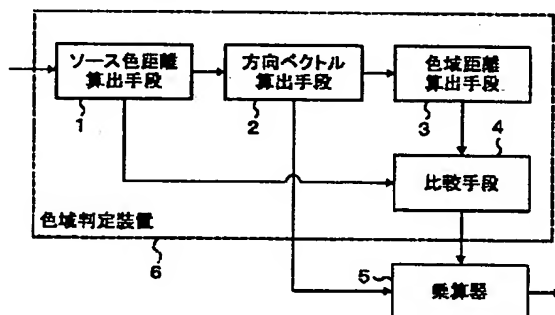 ソース色距離
算出手段
1
方向ベクトル
算出手段
2
色域距離
算出手段
3
4
比較手段
色域判定装置
6
5
乗算器